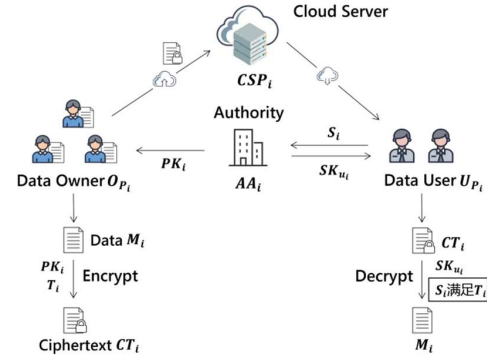 Cloud Server
CSP_i
Authority
AA_i
PK_i
S_i
SK_{u_i}
Data Owner O_{P_i}
Data User U_{P_i}
Data M_i
PK_i
T_i
Encrypt
Ciphertext CT_i
CT_i
SK_{u_i}
Decrypt
S_i满足T_i
M_i